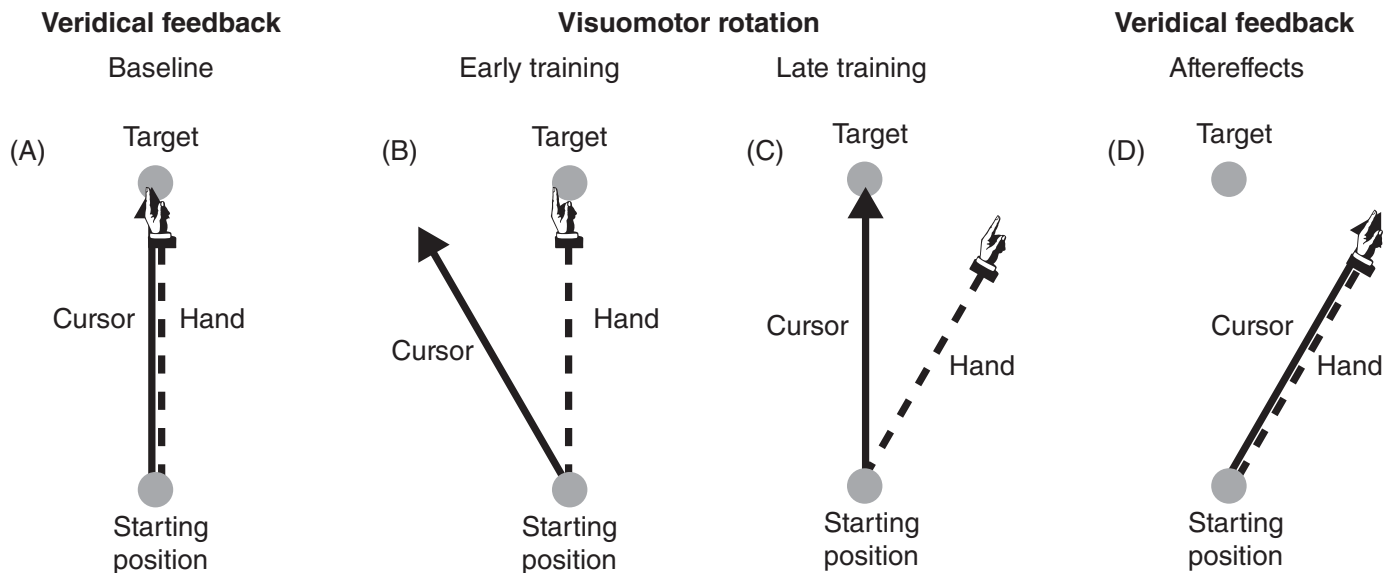 Veridical feedback
Visuomotor rotation
Veridical feedback
Baseline
Early training
Late training
Aftereffects
(A)
Target
Cursor
Hand
Starting
position
(B)
Target
Cursor
Hand
Starting
position
(C)
Target
Cursor
Hand
Starting
position
(D)
Target
Cursor
Hand
Starting
position